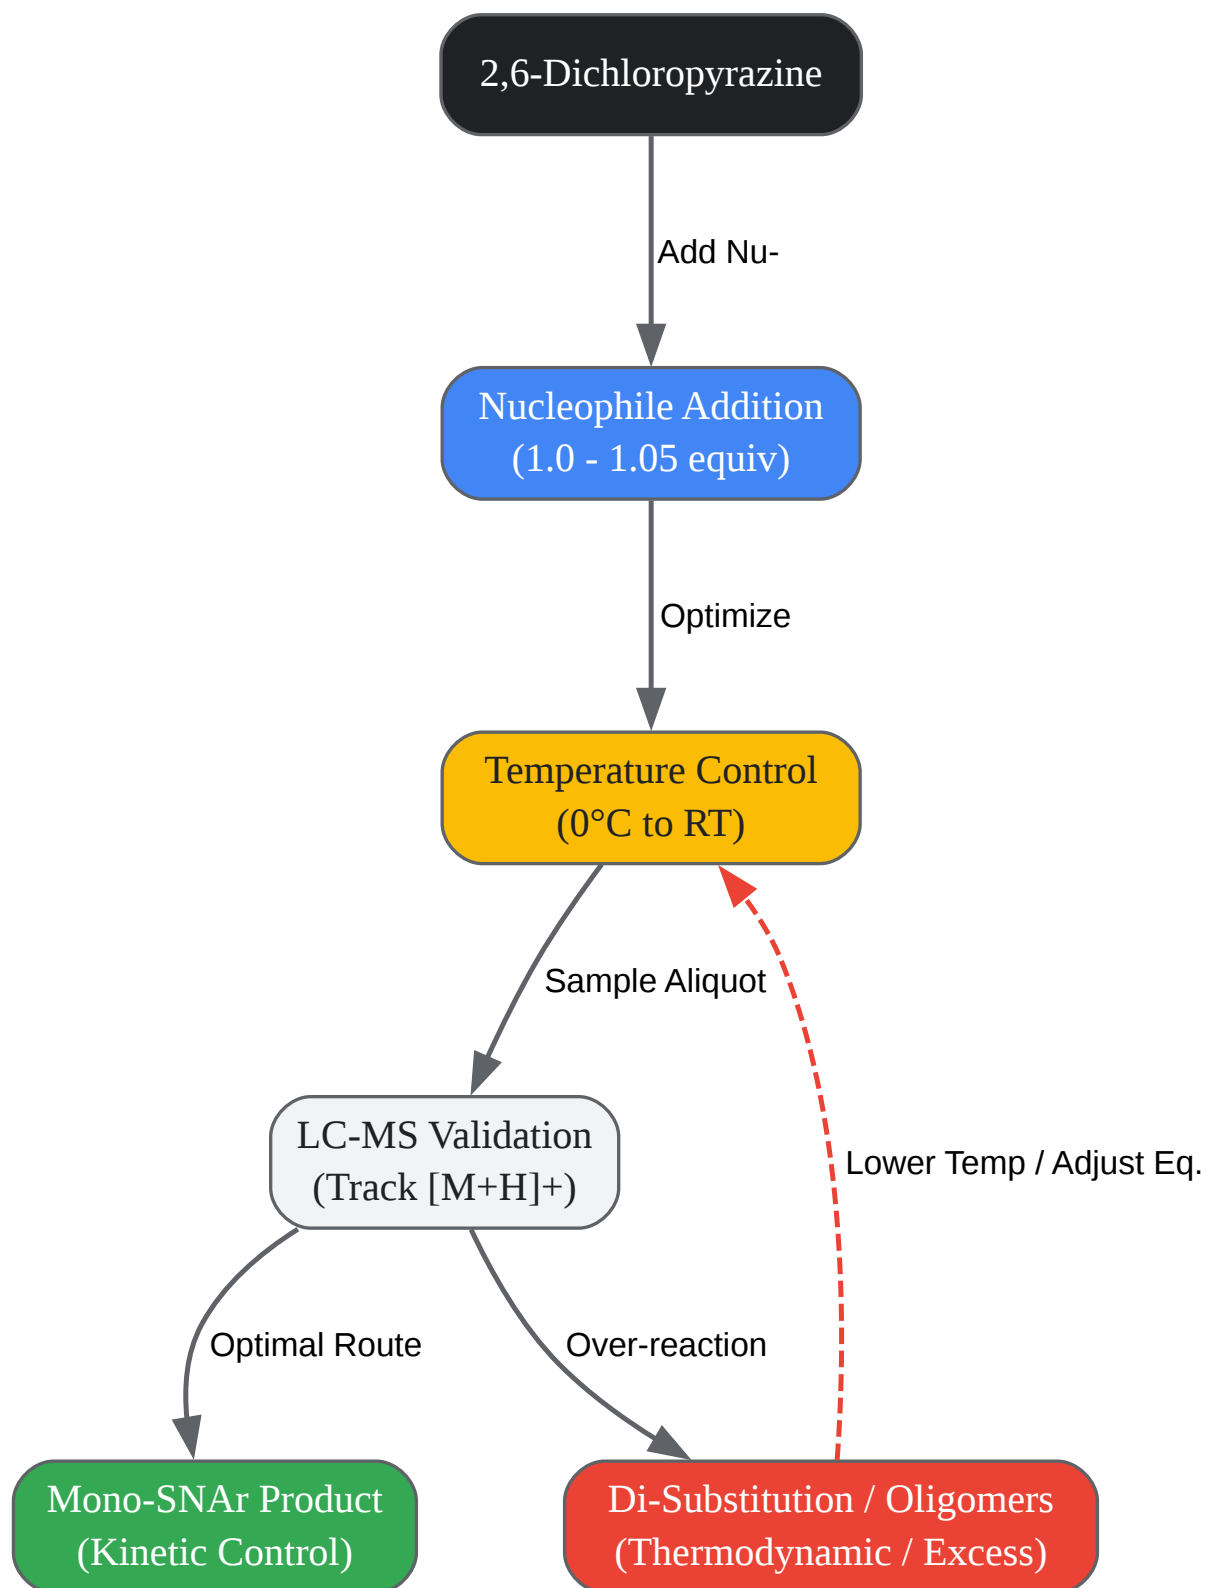 2,6-Dichloropyrazine
Add Nu-
Nucleophile Addition
(1.0 - 1.05 equiv)
Optimize
Temperature Control
(0°C to RT)
Sample Aliquot
LC-MS Validation
(Track [M+H]+)
Lower Temp / Adjust Eq.
Optimal Route
Over-reaction
Mono-SNAr Product
(Kinetic Control)
Di-Substitution / Oligomers
(Thermodynamic / Excess)